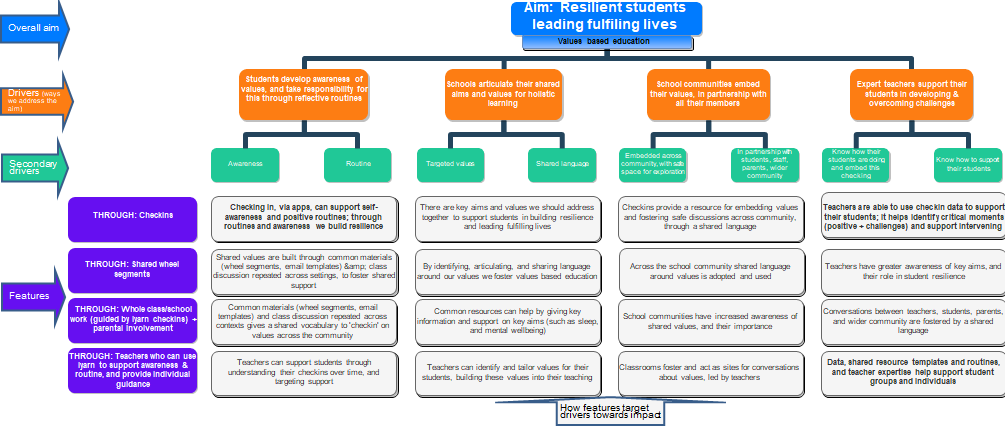 Aim: Resilient students
leading fulfiling lives
Values based education
Overall aim
Drivers (ways
we address the
aim)
Students develop awareness of
values, and take responsibility for
this through reflective routines
Schools articulate their shared
aims and values for holistic
learning
School communities embed
their values, in partnership with
all their members
Expert teachers support their
students in developing &
overcoming challenges
Secondary
drivers
Awareness
Routine
Targeted values
Shared language
Embedded across
community, with safe
space for exploration
In partnership with
students, staff,
parents, wider
community
Know how their
students are doing
and embed this
checking
Know how to support
their students
Features
THROUGH: Checkins
Checking in, via apps, can support self-
awareness and positive routines; through
routines and awareness we build resilience
There are key aims and values we should address
together to support students in building resilience
and leading fulfilling lives
Checkins provide a resource for embedding values
and fostering safe discussions across community,
through a shared language
Teachers are able to use checkin data to support
their students; it helps identify critical moments
(positive + challenges) and support intervening
THROUGH: Shared wheel
segments
Shared values are built through common materials
(wheel segments, email templates) &amp; class
discussion repeated across settings, to foster shared
support
By identifying, articulating, and sharing language
around our values we foster values based education
Across the school community shared language
around values is adopted and used
Teachers have greater awareness of key aims, and
their role in student resilience
THROUGH: Whole class/school
work (guided by iyarn checkins) +
parental involvement
Common materials (wheel segments, email
templates) and class discussion repeated across
contexts gives a shared vocabulary to 'checkin' on
values across the community
Common resources can help by giving key
information and support on key aims (such as sleep,
and mental wellbeing)
School communities have increased awareness of
shared values, and their importance
Conversations between teachers, students, parents,
and wider community are fostered by a shared
language
THROUGH: Teachers who can use
iyarn to support awareness &
routine, and provide individual
guidance
Teachers can support students through
understanding their checkins over time, and
targeting support
Teachers can identify and tailor values for their
students, building these values into their teaching
Classrooms foster and act as sites for conversations
about values, led by teachers
Data, shared resource templates and routines,
and teacher expertise help support student
groups and individuals
How features target
drivers towards impact